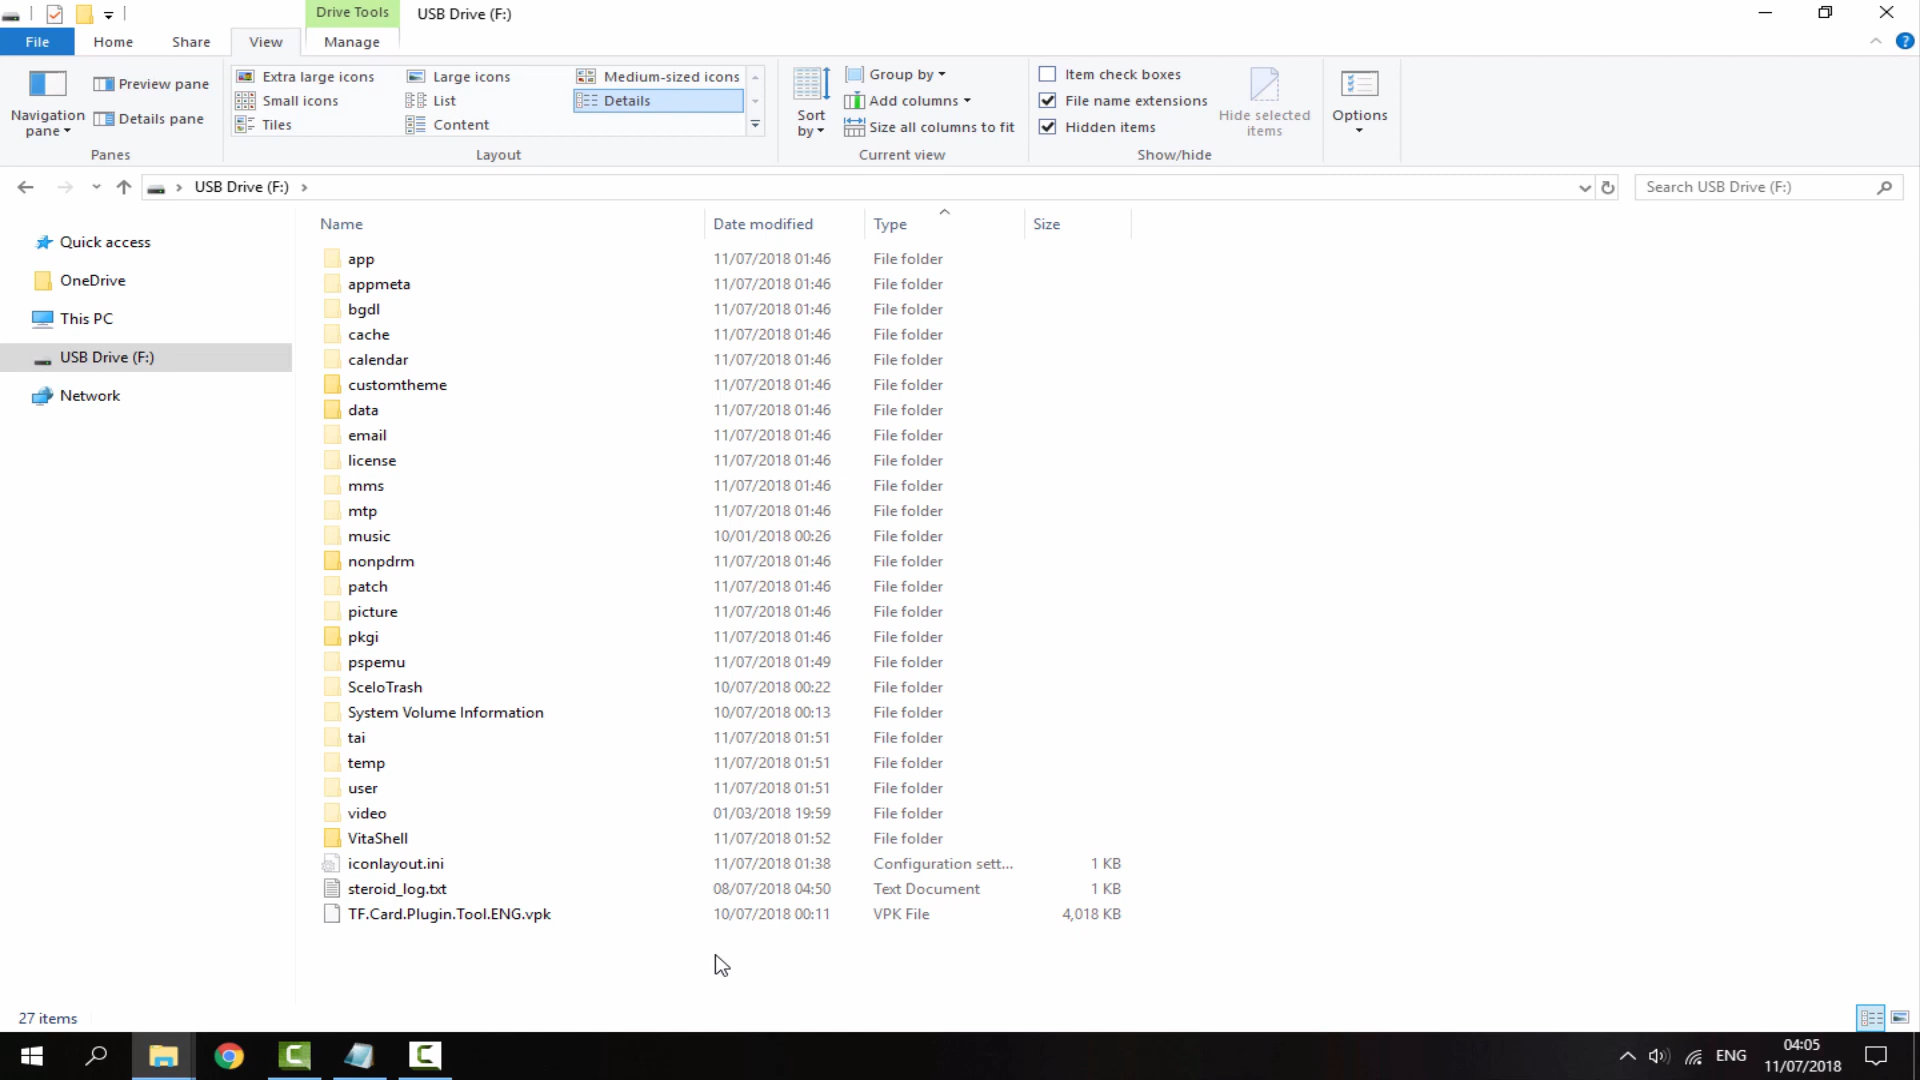 Drive Tools
USB Drive (F:)
File
Home
Share
View
Manage
Navigation pane
Preview pane
Details pane
Panes
Extra large icons
Large icons
Medium-sized icons
Small icons
List
Details
Tiles
Content
Layout
Sort by
Group by
Add columns
Size all columns to fit
Current view
Item check boxes
File name extensions
Hidden items
Hide selected items
Show/hide
Options
USB Drive (F:)
Search USB Drive (F:)
Quick access
OneDrive
This PC
USB Drive (F:)
Network
Name Date modified Type Size
app 11/07/2018 01:46 File folder
appmeta 11/07/2018 01:46 File folder
bgdl 11/07/2018 01:46 File folder
cache 11/07/2018 01:46 File folder
calendar 11/07/2018 01:46 File folder
customtheme 11/07/2018 01:46 File folder
data 11/07/2018 01:46 File folder
email 11/07/2018 01:46 File folder
license 11/07/2018 01:46 File folder
mms 11/07/2018 01:46 File folder
mtp 11/07/2018 01:46 File folder
music 10/01/2018 00:26 File folder
nonpdrm 11/07/2018 01:46 File folder
patch 11/07/2018 01:46 File folder
picture 11/07/2018 01:46 File folder
pkgi 11/07/2018 01:46 File folder
pspemu 11/07/2018 01:49 File folder
SceIoTrash 10/07/2018 00:22 File folder
System Volume Information 10/07/2018 00:13 File folder
tai 11/07/2018 01:51 File folder
temp 11/07/2018 01:51 File folder
user 11/07/2018 01:51 File folder
video 01/03/2018 19:59 File folder
VitaShell 11/07/2018 01:52 File folder
iconlayout.ini 11/07/2018 01:38 Configuration sett... 1 KB
steroid_log.txt 08/07/2018 04:50 Text Document 1 KB
TF.Card.Plugin.Tool.ENG.vpk 10/07/2018 00:11 VPK File 4,018 KB
27 items
ENG
04:05
11/07/2018